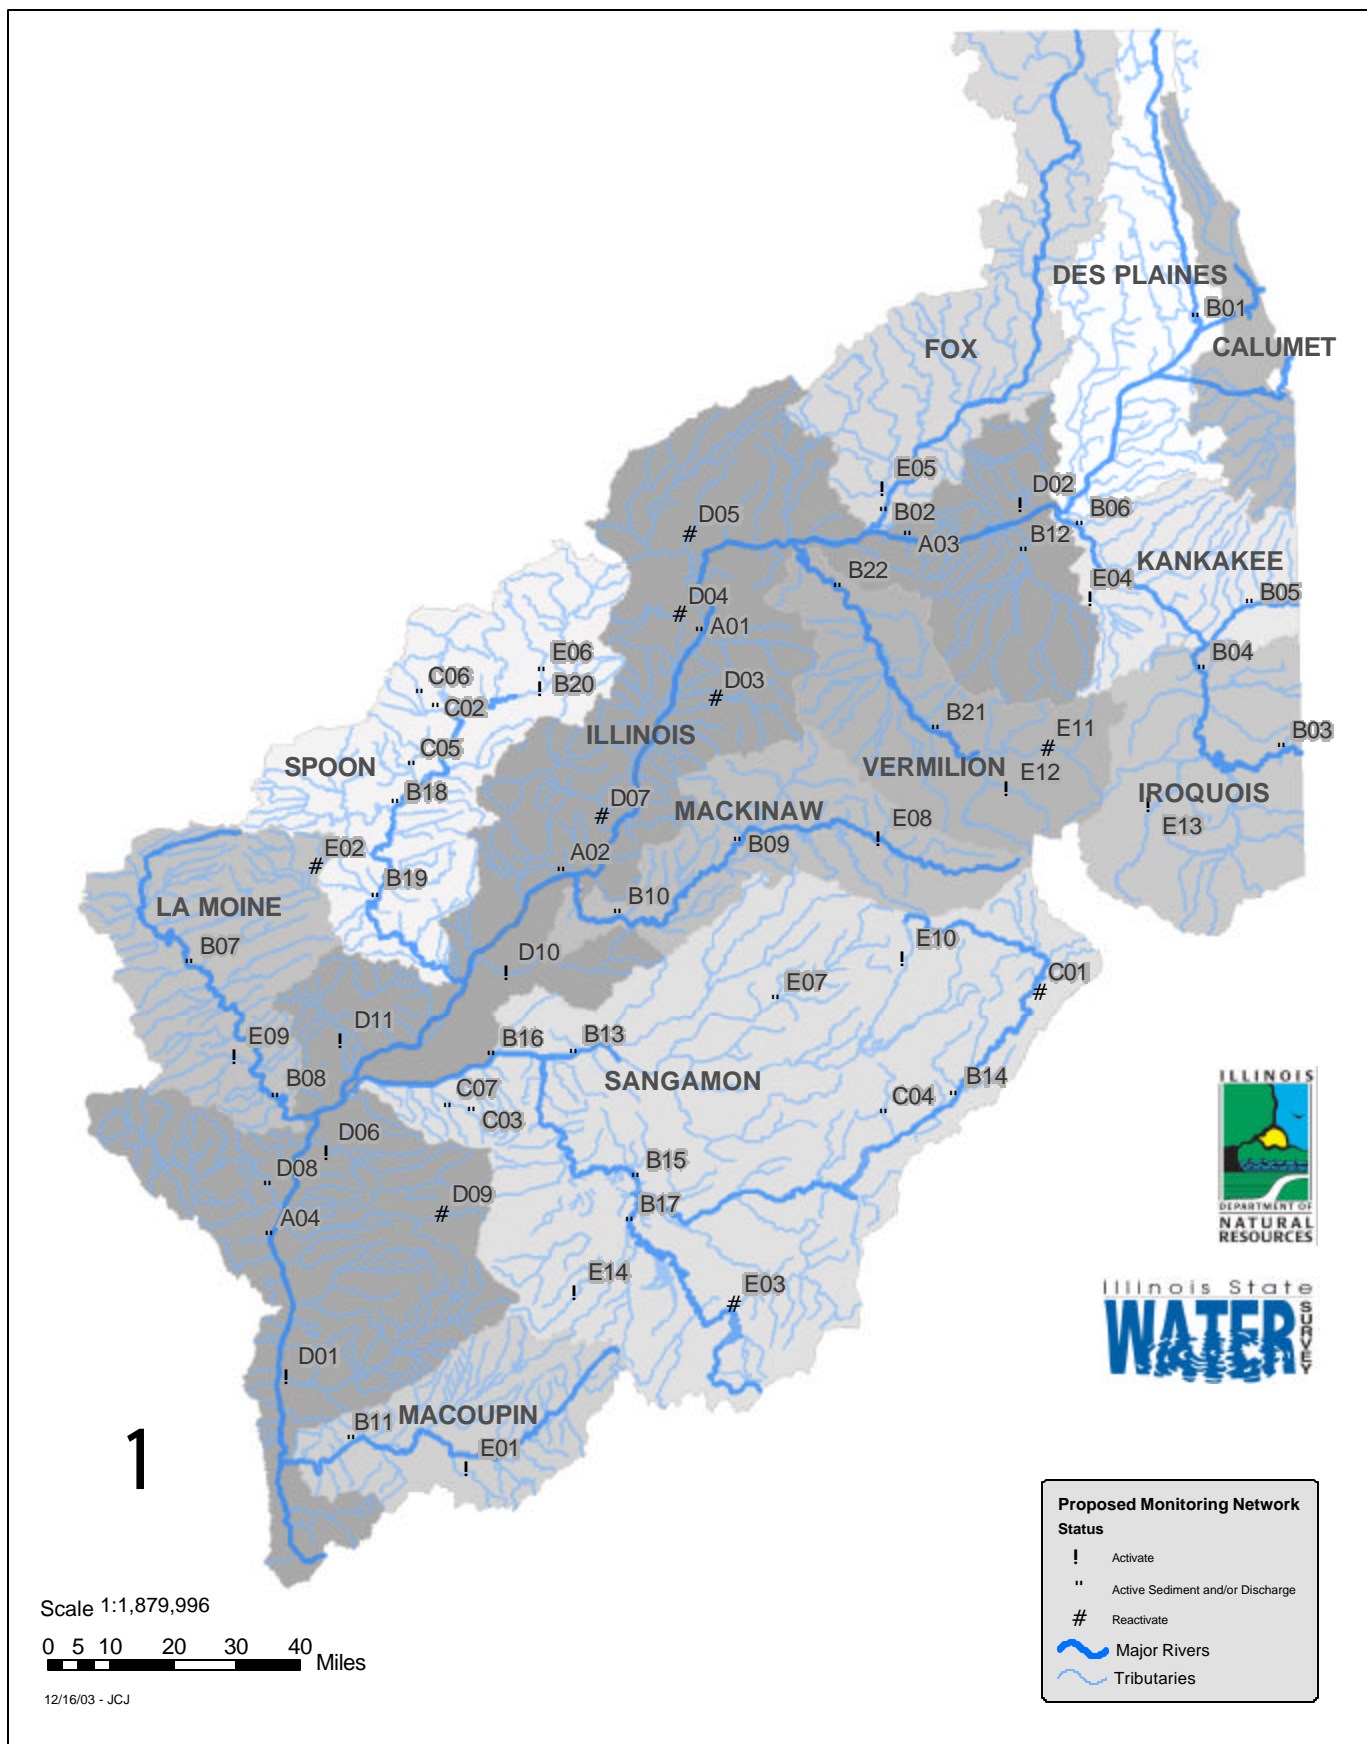 DES PLAINES
B01
CALUMET
FOX
E05
D02
B02
B06
D05
A03
B12
KANKAKEE
B22
E04
B05
D04
A01
B04
E06
C06
B20
D03
C02
B21
E11
B03
ILLINOIS
C05
SPOON
VERMILION
E12
B18
D07
IROQUOIS
MACKINAW
E13
E08
E02
A02
B09
B19
LA MOINE
B10
B07
D10
E10
E07
C01
D11
E09
B16
B13
SANGAMON
B08
C07
C03
C04
B14
D06
D08
B15
D09
B17
A04
E14
E03
D01
B11
MACOUPIN
E01
1
ILLINOIS
DEPARTMENT OF
NATURAL
RESOURCES
Illinois State
WATER
SURVEY
Proposed Monitoring Network
Status
! Activate
" Active Sediment and/or Discharge
# Reactivate
Major Rivers
Tributaries
Scale 1:1,879,996
0 5 10 20 30 40 Miles
12/16/03 - JCJ